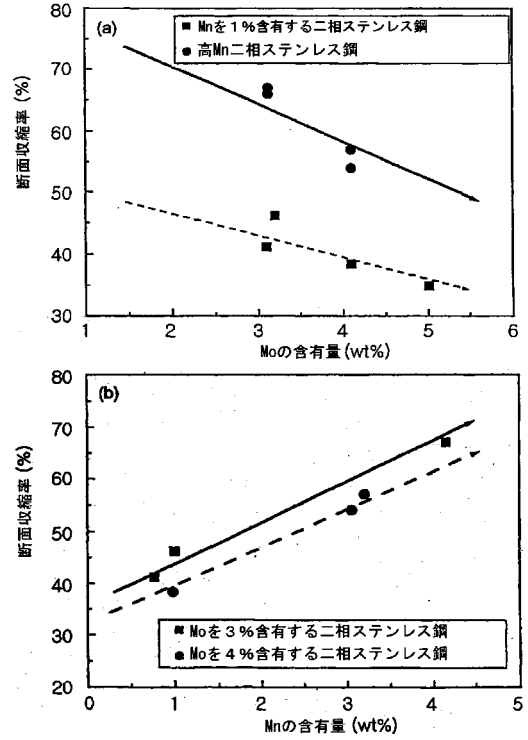 80
(a)
■ Mnを1%含有する二相ステンレス鋼
● 高Mn二相ステンレス鋼
70
60
50
40
30
断面収縮率 (%)
1 2 3 4 5 6
Moの含有量 (wt%)
80
(b)
70
60
50
40
30
20
断面収縮率 (%)
■ Moを3%含有する二相ステンレス鋼
● Moを4%含有する二相ステンレス鋼
0 1 2 3 4 5
Mnの含有量 (wt%)